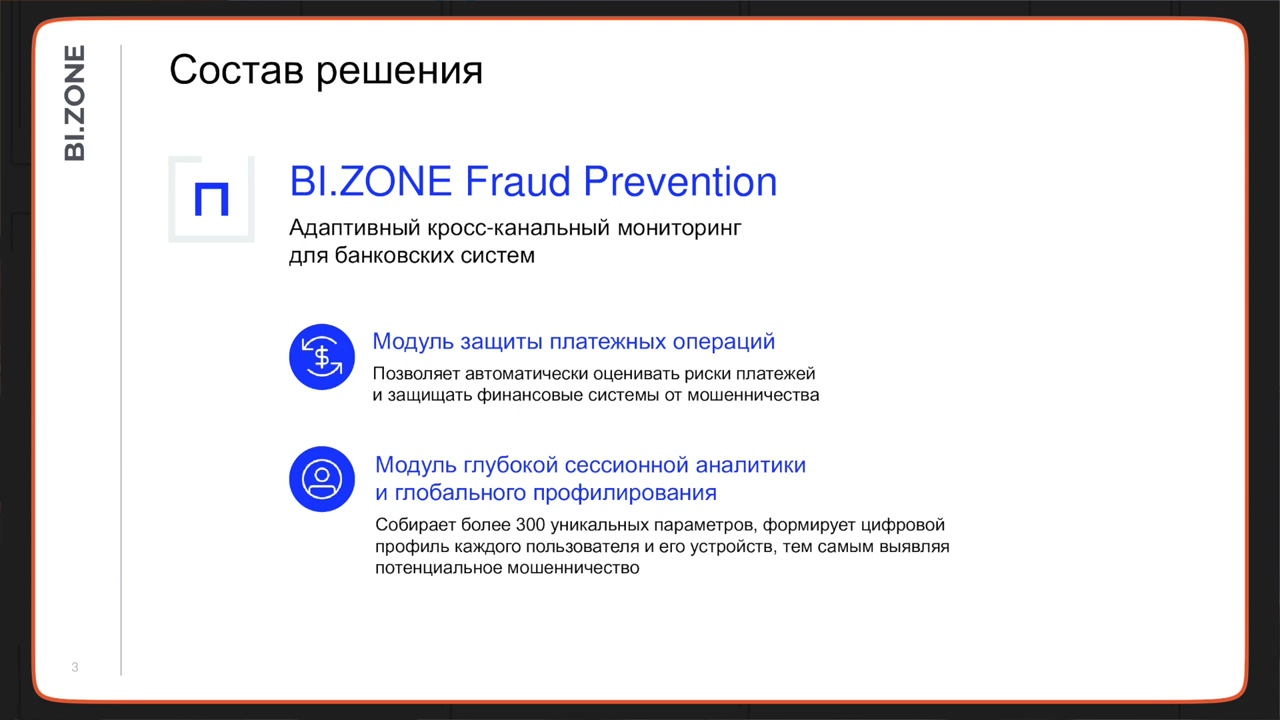 BI.ZONE
Состав решения
П
BI.ZONE Fraud Prevention
Адаптивный кросс-канальный мониторинг
для банковских систем
$
Модуль защиты платежных операций
Позволяет автоматически оценивать риски платежей
и защищать финансовые системы от мошенничества
Модуль глубокой сессионной аналитики
и глобального профилирования
Собирает более 300 уникальных параметров, формирует цифровой
профиль каждого пользователя и его устройств, тем самым выявляя
потенциальное мошенничество
3